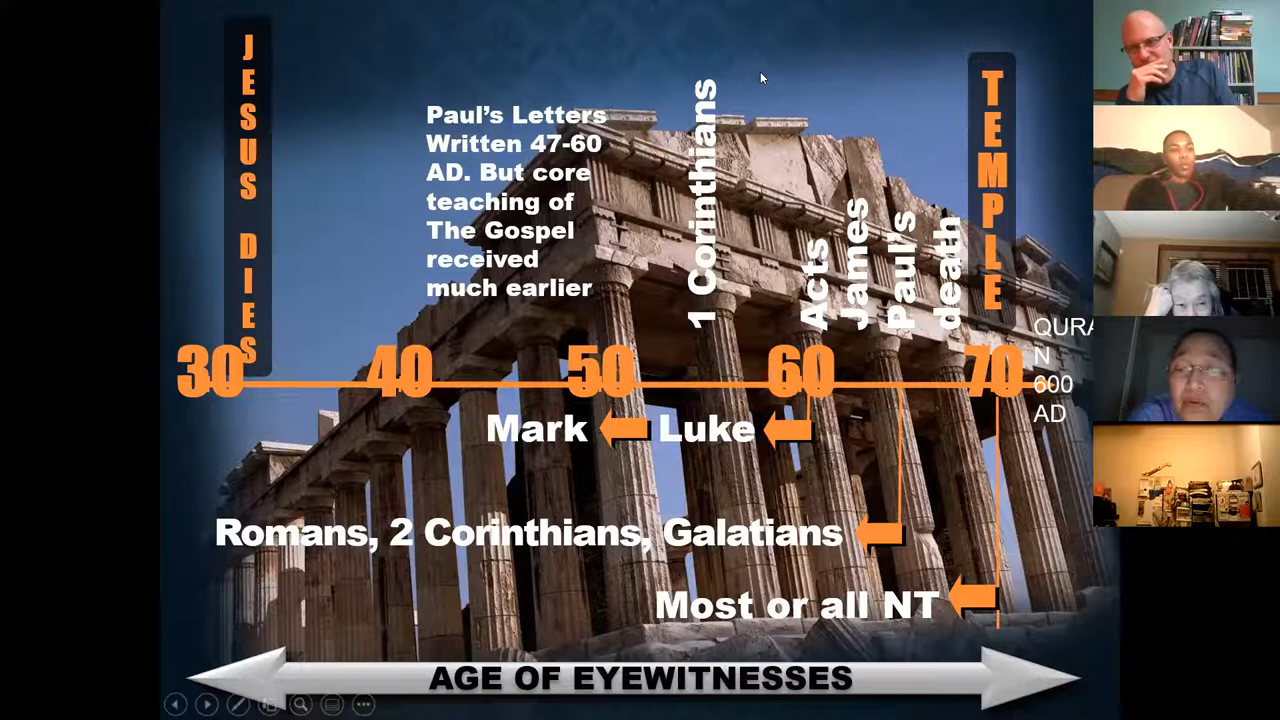 JESUS DIES
Paul's Letters
Written 47-60
AD. But core
teaching of
The Gospel
received
much earlier
1 Corinthians
Acts
James
Paul's
death
TEMPLE
QURA
N
600
AD
30 40 50 60 70
Mark Luke
Romans, 2 Corinthians, Galatians
Most or all NT
AGE OF EYEWITNESSES